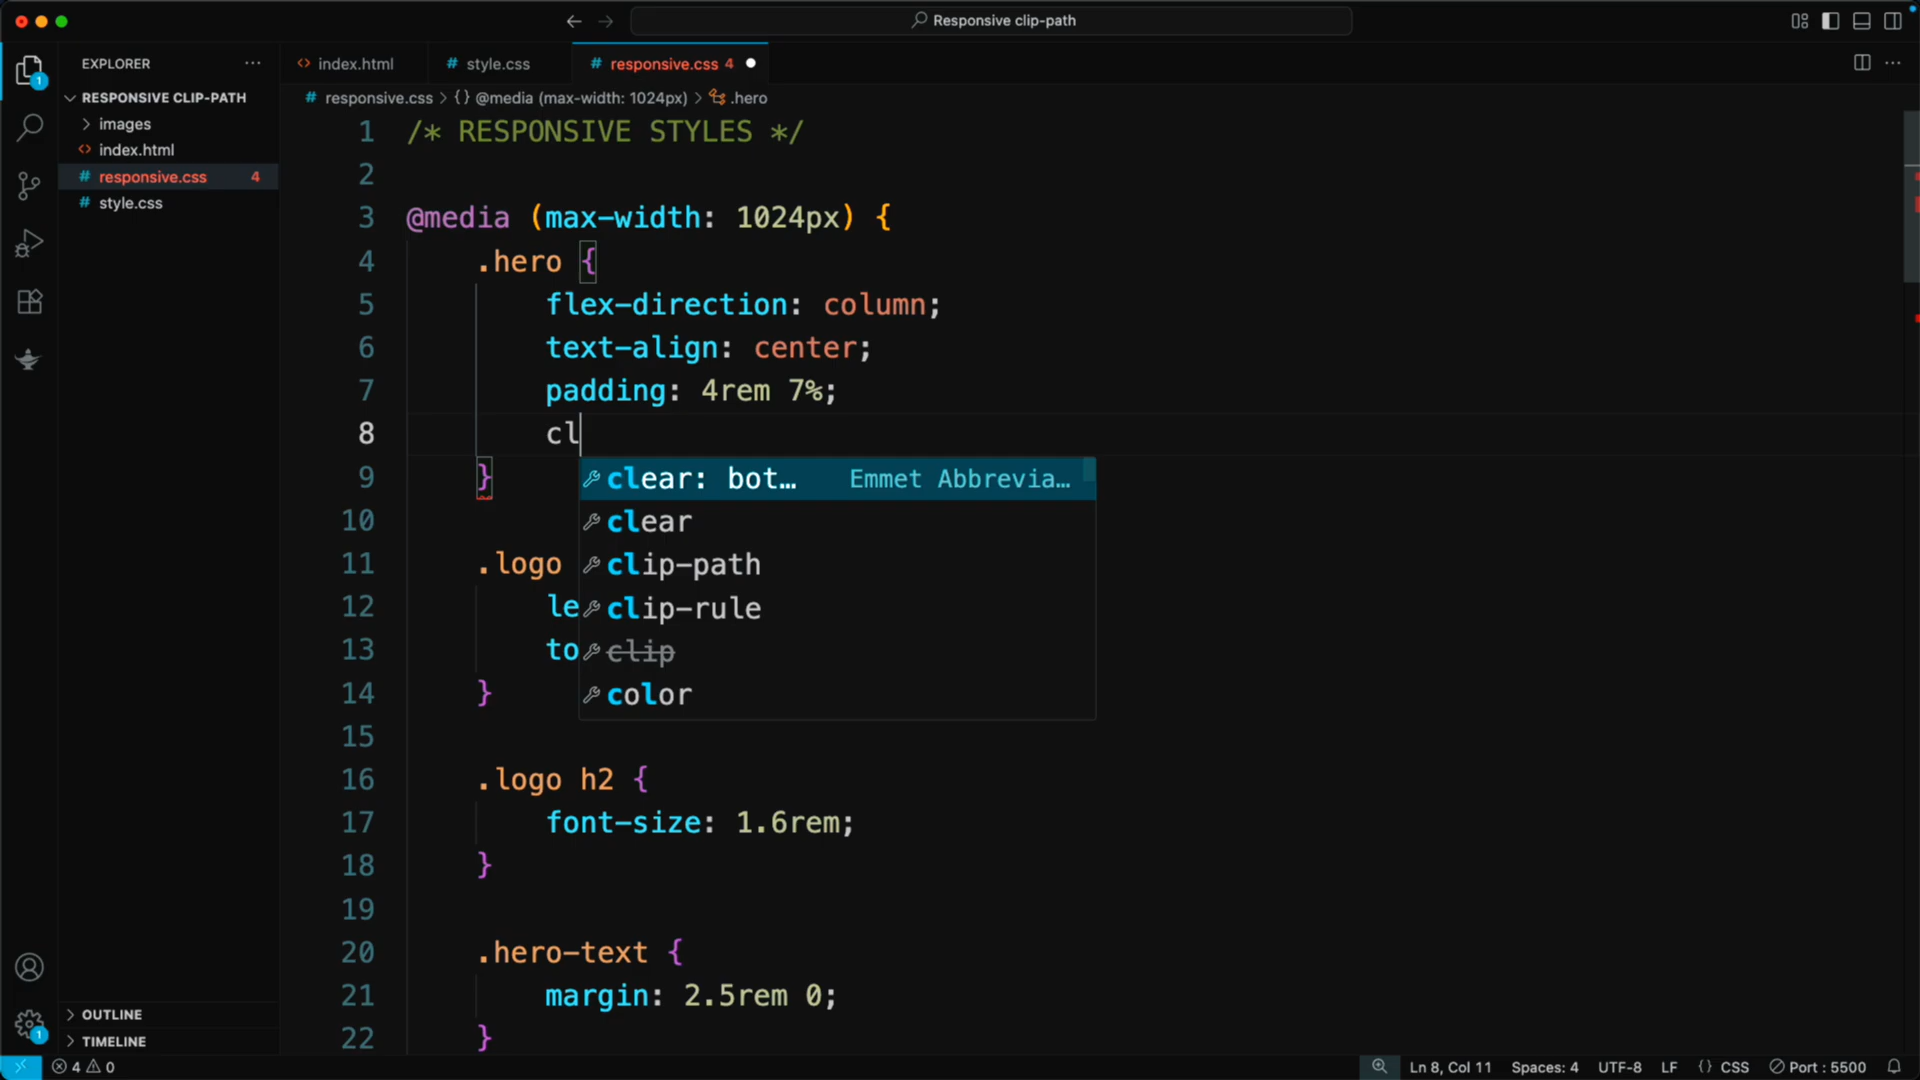 Responsive clip-path
EXPLORER
index.html
style.css
responsive.css 4
RESPONSIVE CLIP-PATH
images
index.html
responsive.css 4
style.css
responsive.css > {} @media (max-width: 1024px) > .hero
1 /* RESPONSIVE STYLES */
2
3 @media (max-width: 1024px) {
4 .hero {
5 flex-direction: column;
6 text-align: center;
7 padding: 4rem 7%;
8 cl
9 }
clear: bot… Emmet Abbrevia…
10
clear
11 .logo
clip-path
12 le
clip-rule
13 to
clip
14 }
color
15
16 .logo h2 {
17 font-size: 1.6rem;
18 }
19
20 .hero-text {
21 margin: 2.5rem 0;
22 }
1
1
OUTLINE
TIMELINE
4 0
Ln 8, Col 11
Spaces: 4
UTF-8
LF
{} CSS
Port : 5500